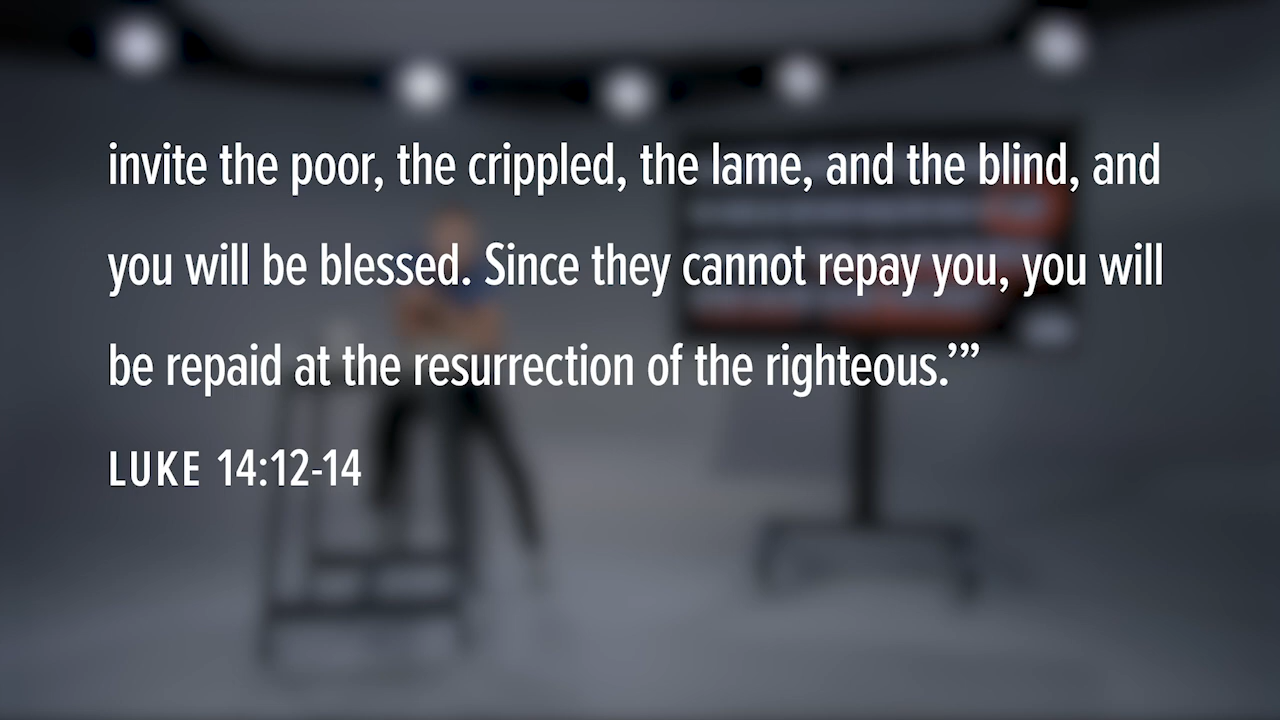 invite the poor, the crippled, the lame, and the blind, and
you will be blessed. Since they cannot repay you, you will
be repaid at the resurrection of the righteous.’”
LUKE 14:12-14